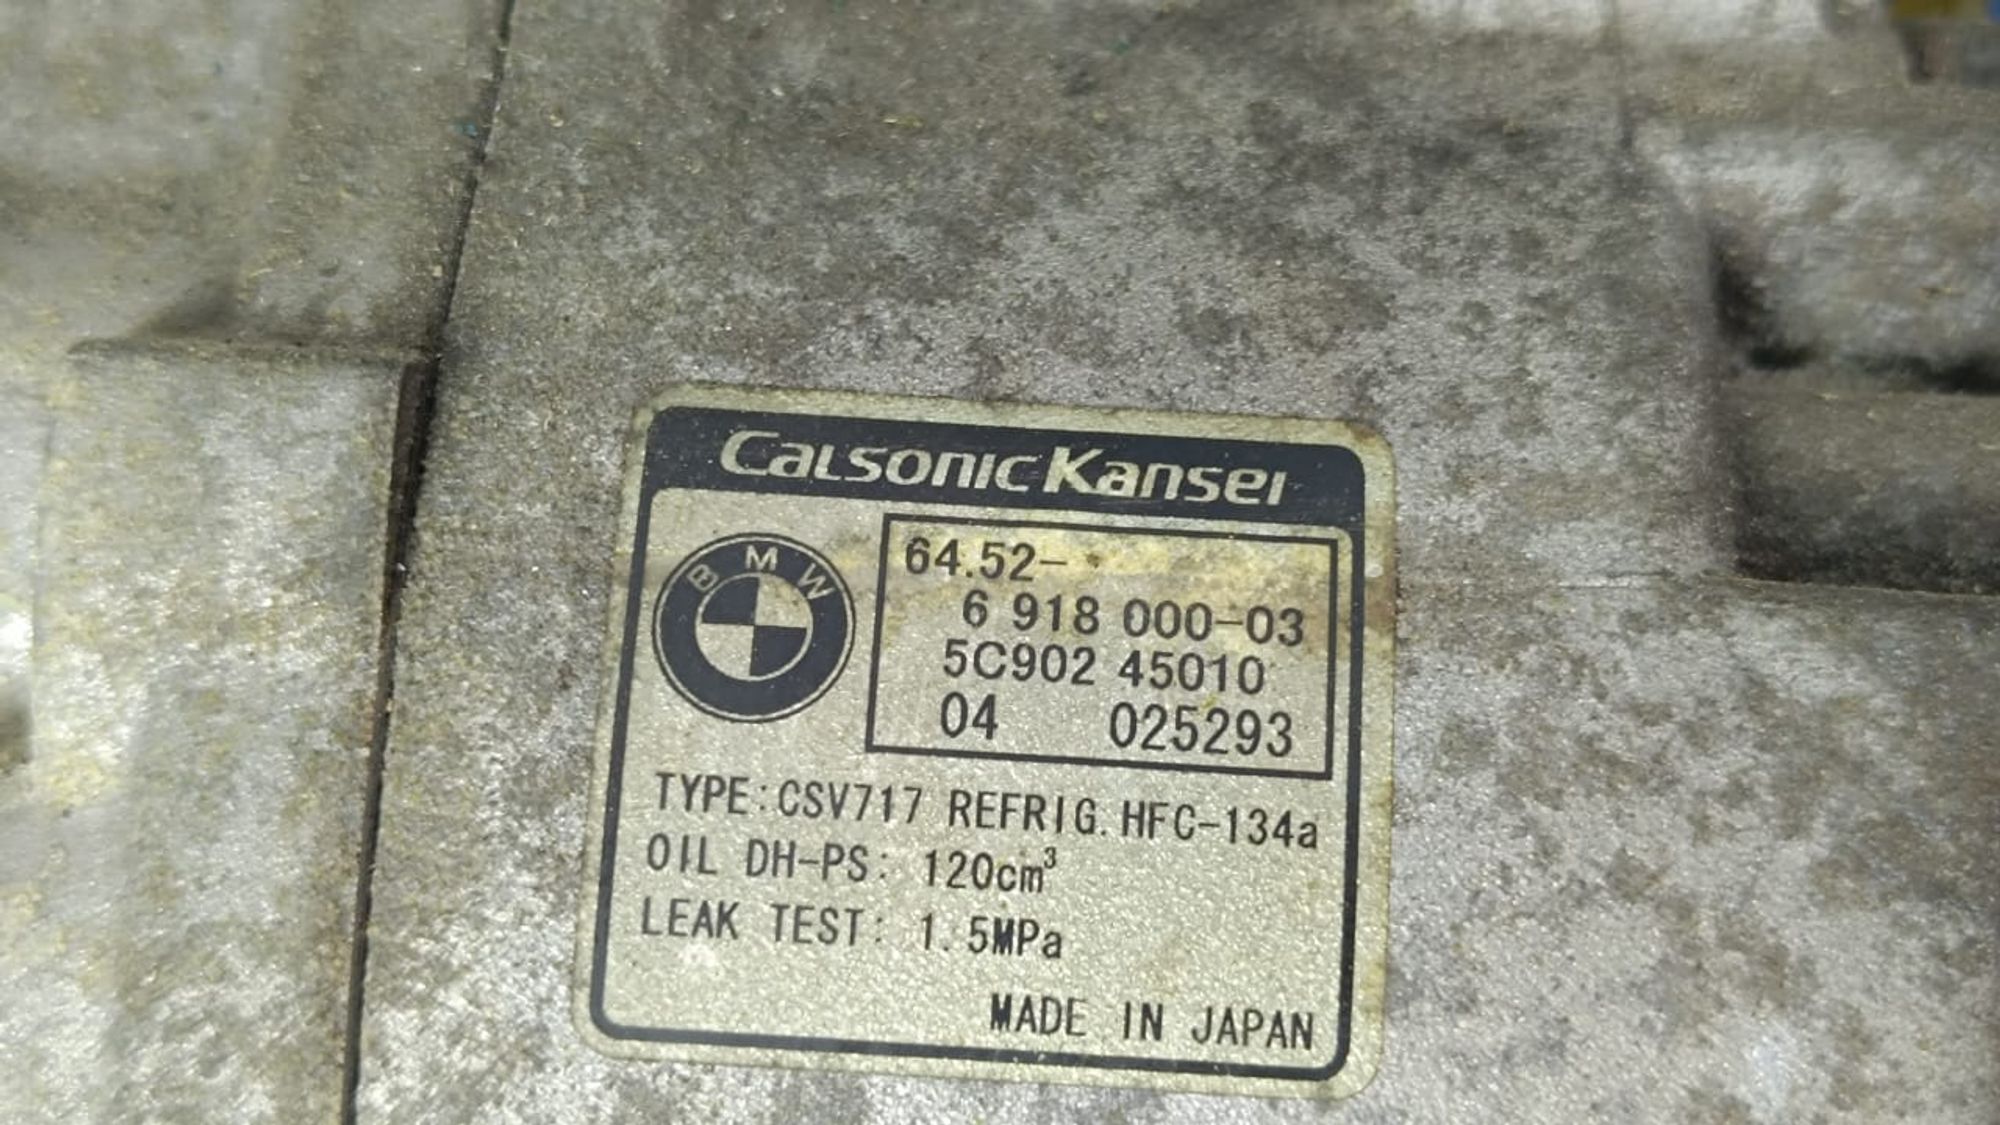 CalsonicKansei
BMW
64.52-
6 918 000-03
5C902 45010
04 025293
TYPE:CSV717 REFRIG.HFC-134a
OIL DH-PS: 120cm³
LEAK TEST: 1.5MPa
MADE IN JAPAN